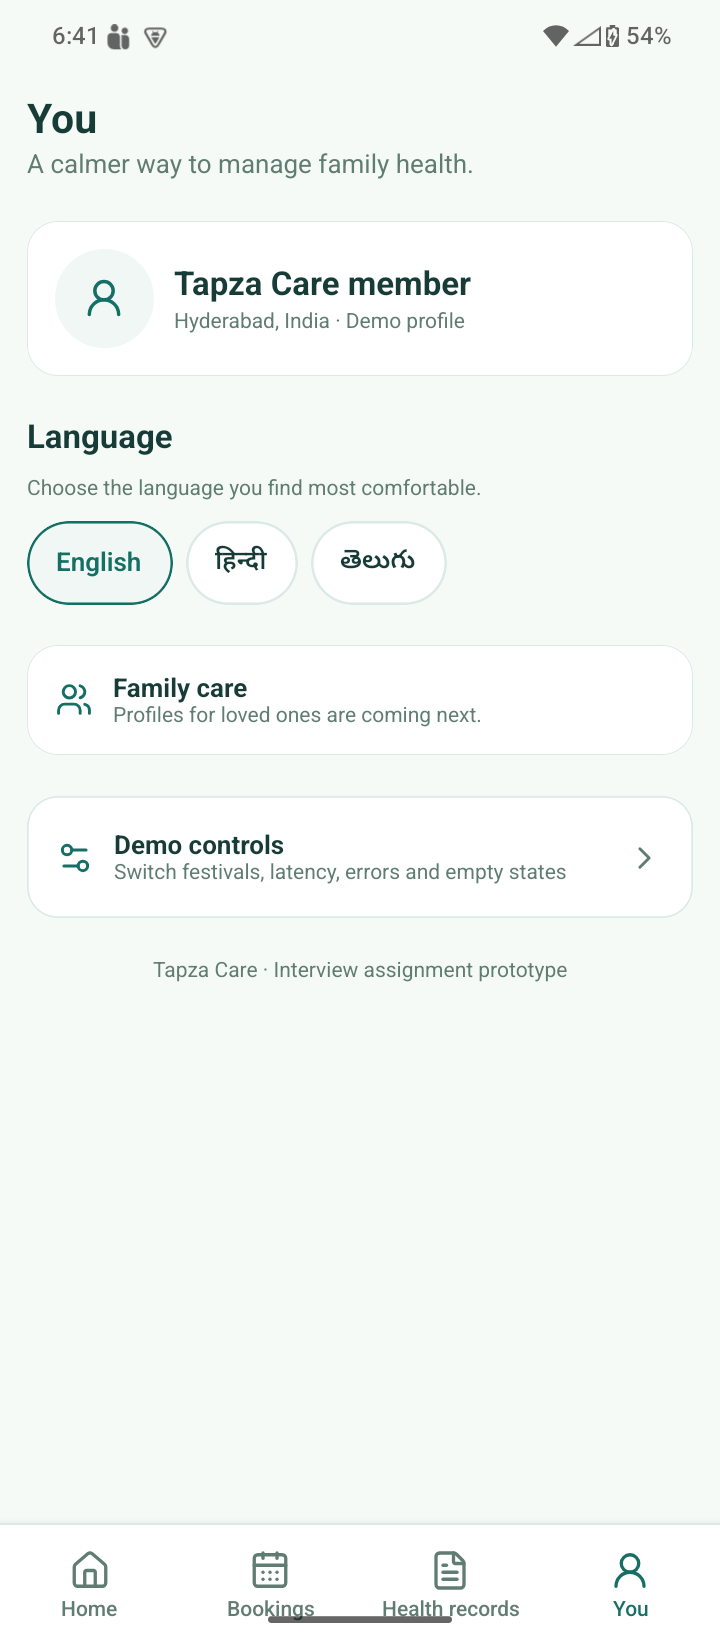 6:41
54%
You
A calmer way to manage family health.
Tapza Care member
Hyderabad, India · Demo profile
Language
Choose the language you find most comfortable.
English
हिन्दी
తెలుగు
Family care
Profiles for loved ones are coming next.
Demo controls
Switch festivals, latency, errors and empty states
Tapza Care · Interview assignment prototype
Home
Bookings
Health records
You